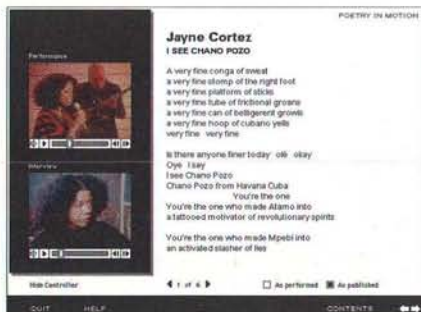 POETRY IN MOTION
Performance
Interview
Jayne Cortez
I SEE CHANO POZO
A very fine conga of sweat
a very fine stomp of the right foot
a very fine platform of sticks
a very fine tube of frictional groans
a very fine can of belligerent growls
a very fine hoop of cubano yells
very fine very fine
Is there anyone finer today olé okay
Oye I say
I see Chano Pozo
Chano Pozo from Havana Cuba
You're the one
You're the one who made Atamo into
a tattooed motivator of revolutionary spirits
You're the one who made Mpebi into
an activated slasher of lies
Hide Controller
1 of 6
As performed
As published
QUIT
HELP
CONTENTS